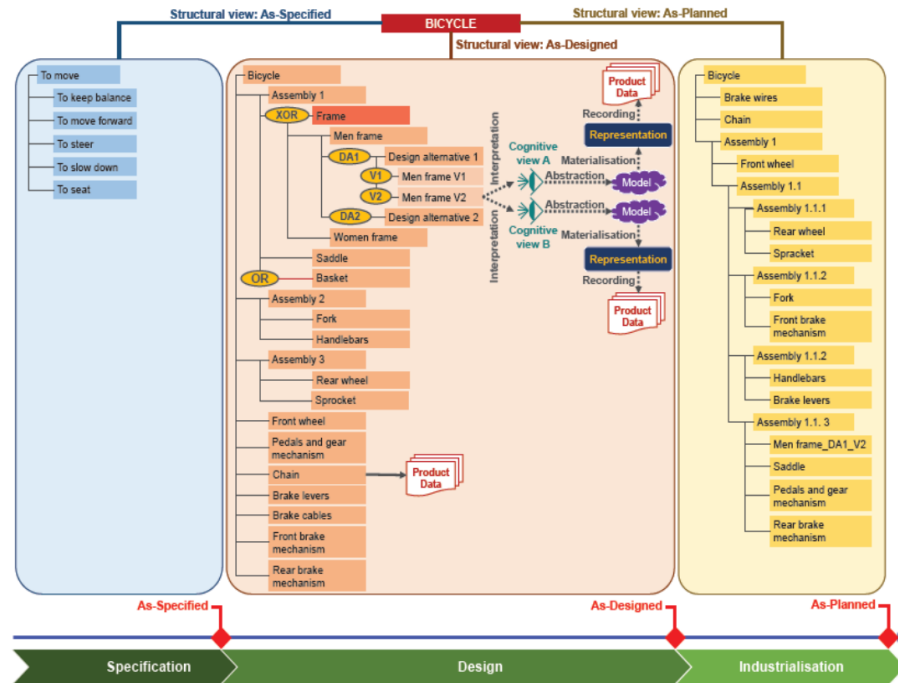 Structural view: As-Specified
BICYCLE
Structural view: As-Planned
Structural view: As-Designed
To move
To keep balance
To move forward
To steer
To slow down
To seat
Bicycle
Assembly 1
XOR
Frame
Men frame
DA1
Design alternative 1
V1
Men frame V1
V2
Men frame V2
DA2
Design alternative 2
Women frame
Saddle
OR
Basket
Assembly 2
Fork
Handlebars
Assembly 3
Rear wheel
Sprocket
Front wheel
Pedals and gear
mechanism
Chain
Product
Data
Brake levers
Brake cables
Front brake
mechanism
Rear brake
mechanism
Interpretation
Interpretation
Cognitive
view A
Abstraction
Model
Materialisation
Representation
Recording
Product
Data
Cognitive
view B
Abstraction
Model
Materialisation
Representation
Recording
Product
Data
Bicycle
Brake wires
Chain
Assembly 1
Front wheel
Assembly 1.1
Assembly 1.1.1
Rear wheel
Spracket
Assembly 1.1.2
Fork
Front brake
mechanism
Assembly 1.1.2
Handlebars
Brake levers
Assembly 1.1. 3
Men frame_DA1_V2
Saddle
Pedals and gear
mechanism
Rear brake
mechanism
As-Specified
As-Designed
As-Planned
Specification
Design
Industrialisation